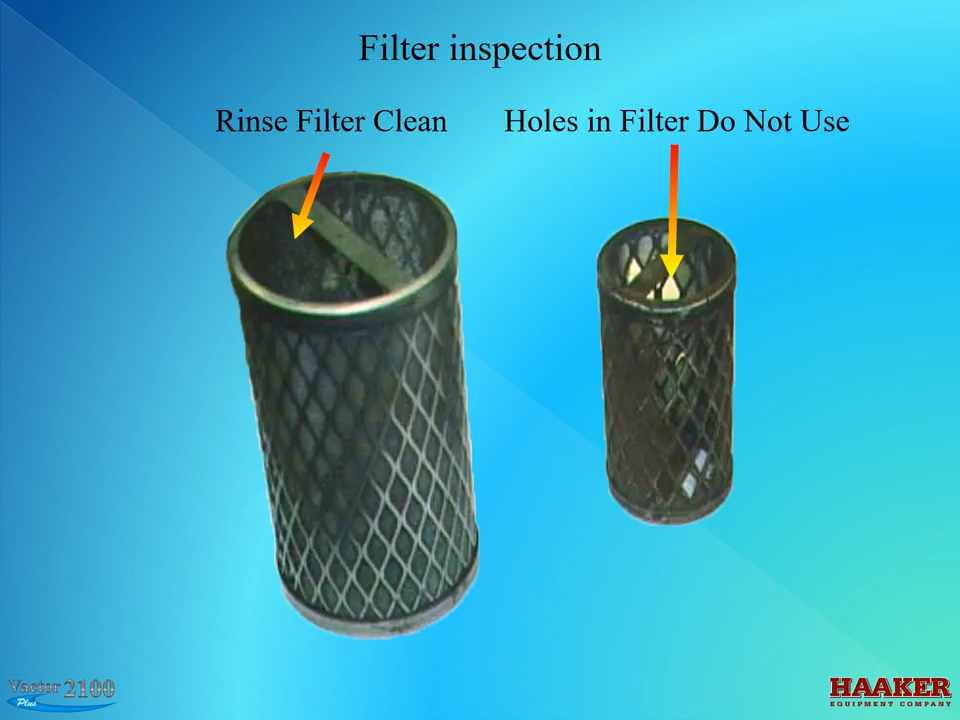 Filter inspection
Rinse Filter Clean
Holes in Filter Do Not Use
Vactor 2100
Plus
HAAKER
EQUIPMENT COMPANY